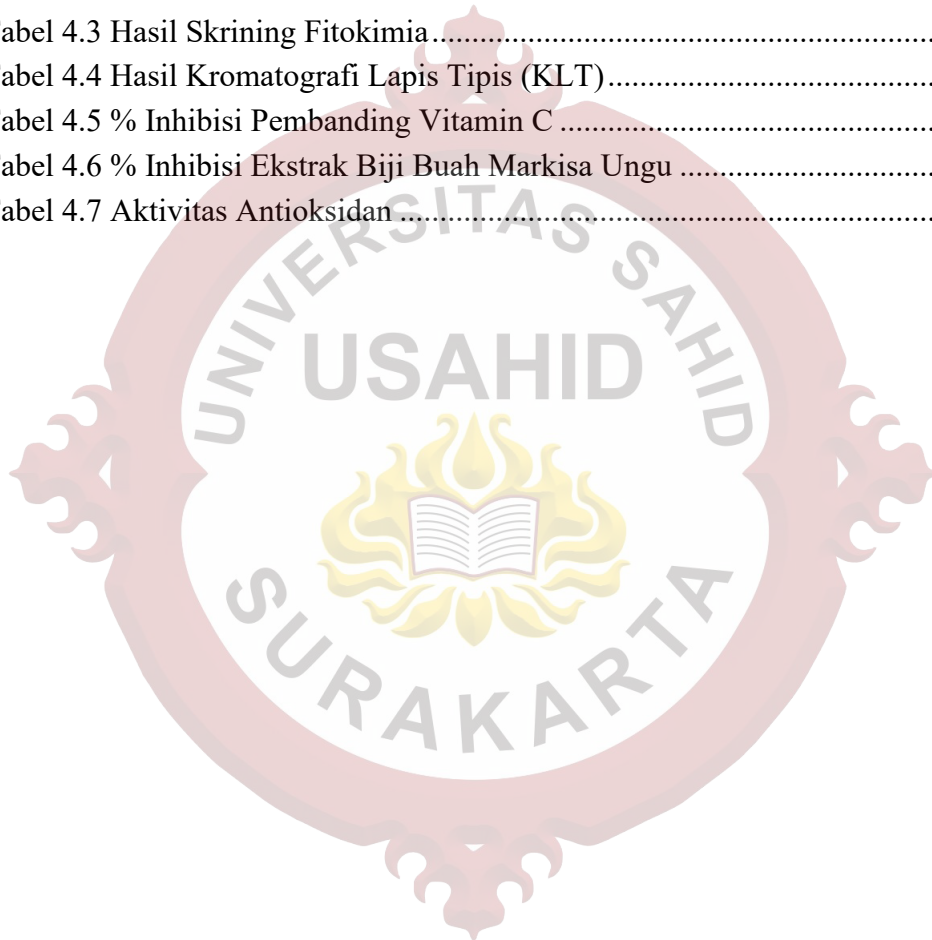 abel 4.3 Hasil Skrining Fitokimia................................................................
abel 4.4 Hasil Kromatografi Lapis Tipis (KLT).........................................
abel 4.5 % Inhibisi Pembanding Vitamin C ...............................................
abel 4.6 % Inhibisi Ekstrak Biji Buah Markisa Ungu ................................
abel 4.7 Aktivitas Antioksidan ...................................................................
UNIVERSITAS SAHID
USAHID
SURAKARTA